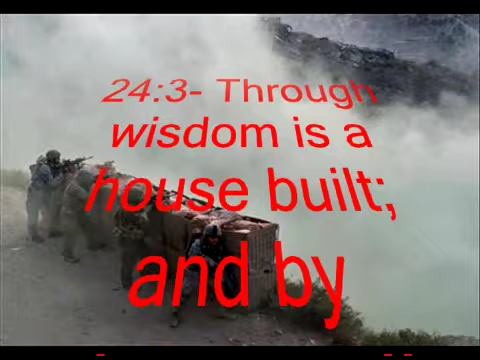 24:3- Through
wisdom is a
house built;
and by